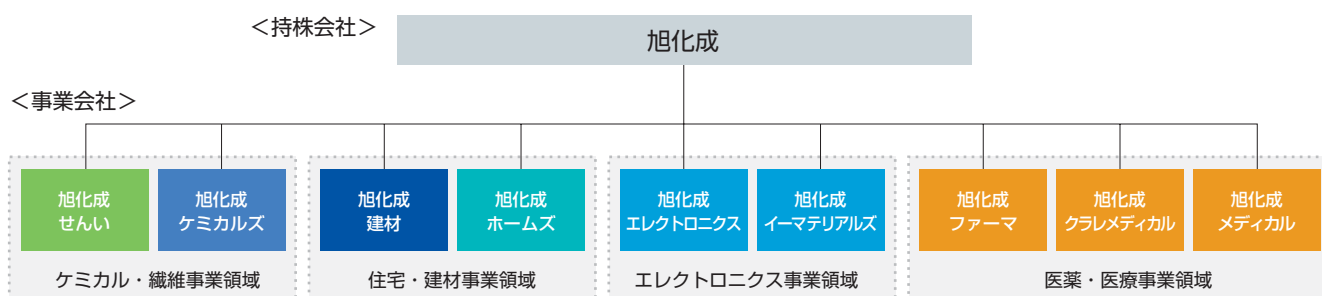 <持株会社>
旭化成
<事業会社>
旭化成
せんい
旭化成
ケミカルズ
旭化成
建材
旭化成
ホームズ
旭化成
エレクトロニクス
旭化成
イーマテリアルズ
旭化成
ファーマ
旭化成
クラレメディカル
旭化成
メディカル
ケミカル・繊維事業領域
住宅・建材事業領域
エレクトロニクス事業領域
医薬・医療事業領域